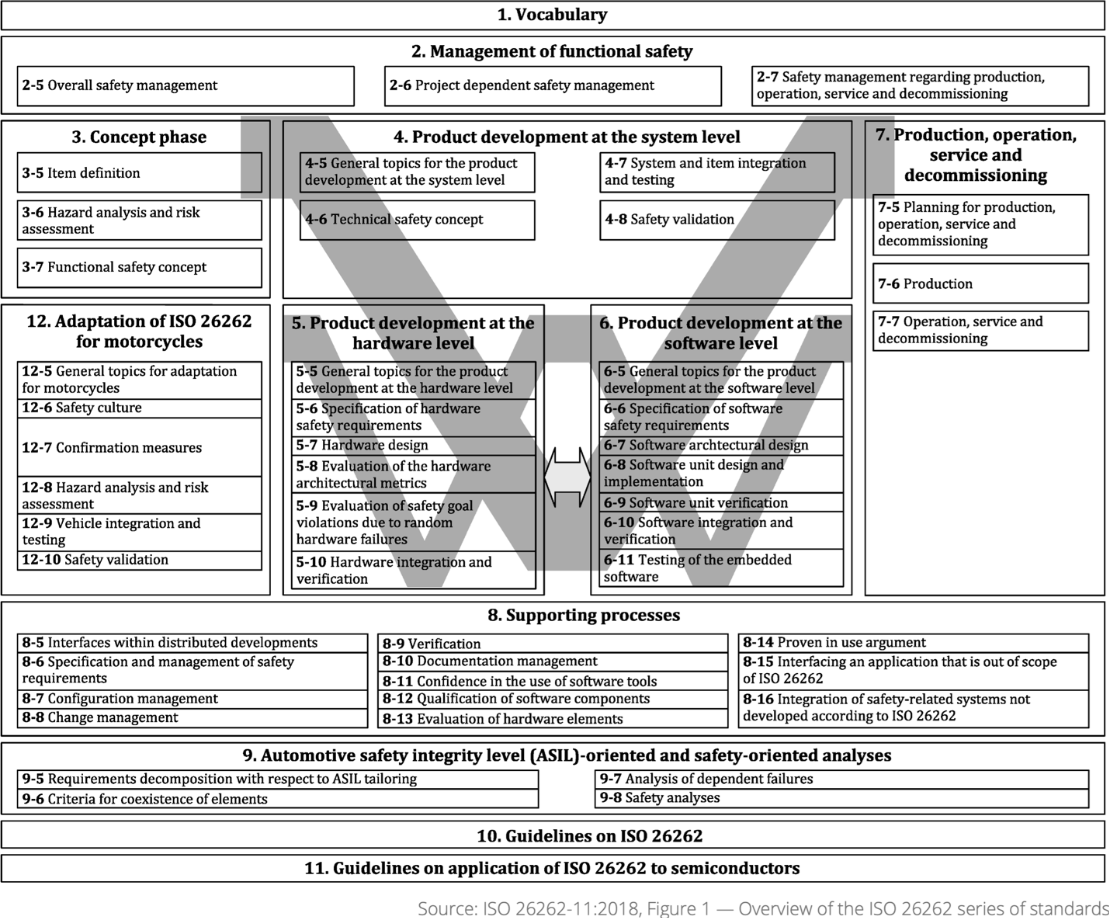 1. Vocabulary
2. Management of functional safety
2-5 Overall safety management
2-6 Project dependent safety management
2-7 Safety management regarding production,
operation, service and decommissioning
3. Concept phase
3-5 Item definition
3-6 Hazard analysis and risk
assessment
3-7 Functional safety concept
4. Product development at the system level
4-5 General topics for the product
development at the system level
4-6 Technical safety concept
4-7 System and item integration
and testing
4-8 Safety validation
7. Production, operation,
service and
decommissioning
7-5 Planning for production,
operation, service and
decommissioning
7-6 Production
7-7 Operation, service and
decommissioning
12. Adaptation of ISO 26262
for motorcycles
12-5 General topics for adaptation
for motorcycles
12-6 Safety culture
12-7 Confirmation measures
12-8 Hazard analysis and risk
assessment
12-9 Vehicle integration and
testing
12-10 Safety validation
5. Product development at the
hardware level
5-5 General topics for the product
development at the hardware level
5-6 Specification of hardware
safety requirements
5-7 Hardware design
5-8 Evaluation of the hardware
architectural metrics
5-9 Evaluation of safety goal
violations due to random
hardware failures
5-10 Hardware integration and
verification
6. Product development at the
software level
6-5 General topics for the product
development at the software level
6-6 Specification of software
safety requirements
6-7 Software archtectural design
6-8 Software unit design and
implementation
6-9 Software unit verification
6-10 Software integration and
verification
6-11 Testing of the embedded
software
8. Supporting processes
8-5 Interfaces within distributed developments
8-6 Specification and management of safety
requirements
8-7 Configuration management
8-8 Change management
8-9 Verification
8-10 Documentation management
8-11 Confidence in the use of software tools
8-12 Qualification of software components
8-13 Evaluation of hardware elements
8-14 Proven in use argument
8-15 Interfacing an application that is out of scope
of ISO 26262
8-16 Integration of safety-related systems not
developed according to ISO 26262
9. Automotive safety integrity level (ASIL)-oriented and safety-oriented analyses
9-5 Requirements decomposition with respect to ASIL tailoring
9-6 Criteria for coexistence of elements
9-7 Analysis of dependent failures
9-8 Safety analyses
10. Guidelines on ISO 26262
11. Guidelines on application of ISO 26262 to semiconductors
Source: ISO 26262-11:2018, Figure 1 — Overview of the ISO 26262 series of standards